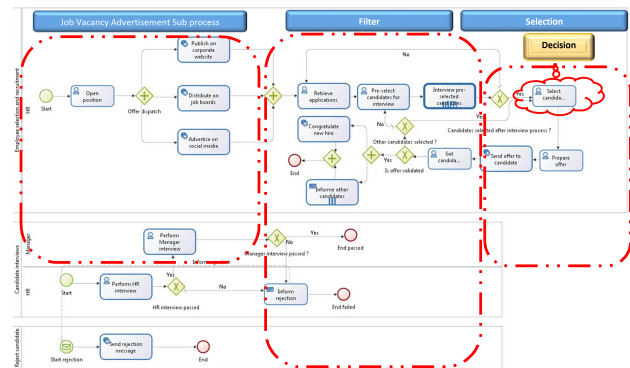 Job Vacancy Advertisement Sub process
Filter
Selection
Decision
Employee selection and recruitment
HR
Start
Open
position
Offer dispatch
Publish on
corporate
website
Distribute on
job boards
Advertise on
social media
No
Retrieve
applications
Pre-select
candidates for
interview
Interview pre-
selected
Yes
Select
candida...
Candidates selected after interview process ?
No
Other candidates selected ?
Congratulate
new hire
End
Informe other
candidates
Yes
Is offer validated
Get
candida...
Send offer to
candidate
Prepare
offer
Candidate interviews
Manager
Perform
Manager
interview
Yes
No
End passed
Manager interview passed ?
HR
Start
Perform HR
interview
Yes
No
HR interview passed
Inform
rejection
End failed
Reject candidate
Start rejection
Send rejection
message
End